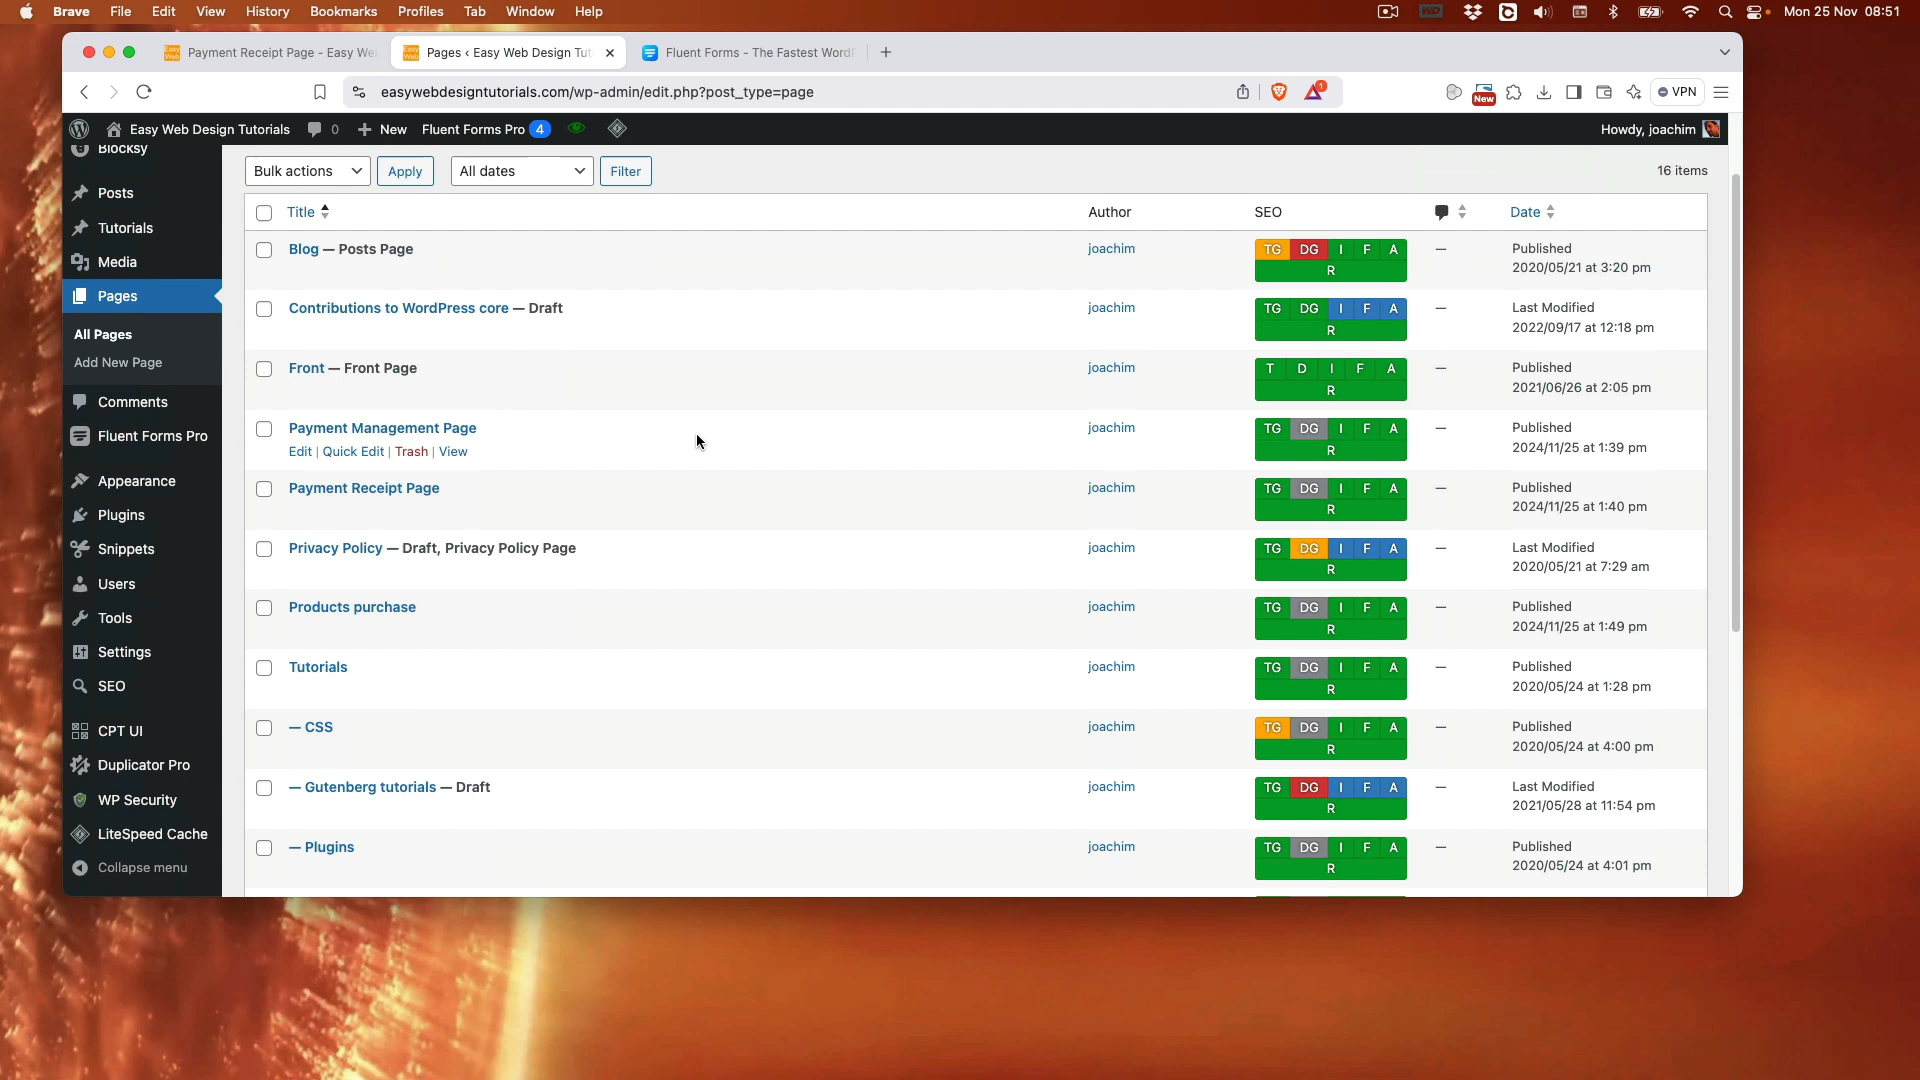 Brave File Edit View History Bookmarks Profiles Tab Window Help Mon 25 Nov 08:51
Payment Receipt Page - Easy We Pages ‹ Easy Web Design Tut Fluent Forms - The Fastest Word
easywebdesigntutorials.com/wp-admin/edit.php?post_type=page 1 New VPN
Easy Web Design Tutorials 0 New Fluent Forms Pro 4 Howdy, joachim
Blocksy
Posts
Tutorials
Media
Pages
All Pages
Add New Page
Comments
Fluent Forms Pro
Appearance
Plugins
Snippets
Users
Tools
Settings
SEO
CPT UI
Duplicator Pro
WP Security
LiteSpeed Cache
Collapse menu
Bulk actions Apply All dates Filter 16 items
Title Author SEO Date
Blog — Posts Page joachim TG DG I F A — Published
R 2020/05/21 at 3:20 pm
Contributions to WordPress core — Draft joachim TG DG I F A — Last Modified
R 2022/09/17 at 12:18 pm
Front — Front Page joachim T D I F A — Published
R 2021/06/26 at 2:05 pm
Payment Management Page joachim TG DG I F A — Published
Edit | Quick Edit | Trash | View R 2024/11/25 at 1:39 pm
Payment Receipt Page joachim TG DG I F A — Published
R 2024/11/25 at 1:40 pm
Privacy Policy — Draft, Privacy Policy Page joachim TG DG I F A — Last Modified
R 2020/05/21 at 7:29 am
Products purchase joachim TG DG I F A — Published
R 2024/11/25 at 1:49 pm
Tutorials joachim TG DG I F A — Published
R 2020/05/24 at 1:28 pm
— CSS joachim TG DG I F A — Published
R 2020/05/24 at 4:00 pm
— Gutenberg tutorials — Draft joachim TG DG I F A — Last Modified
R 2021/05/28 at 11:54 pm
— Plugins joachim TG DG I F A — Published
R 2020/05/24 at 4:01 pm